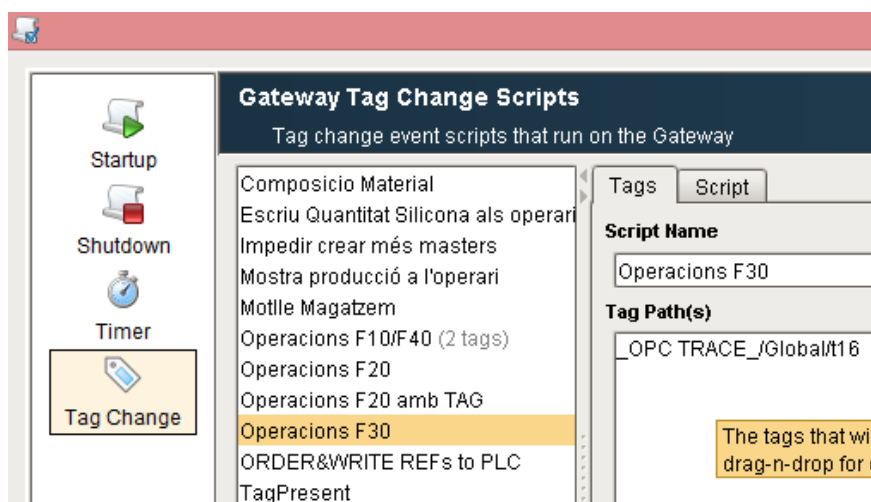 Gateway Tag Change Scripts
Tag change event scripts that run on the Gateway
Startup
Shutdown
Timer
Tag Change
Composicio Material
Escriu Quantitat Silicona als operari
Impedir crear més masters
Mostra producció a l'operari
Motlle Magatzem
Operacions F10/F40 (2 tags)
Operacions F20
Operacions F20 amb TAG
Operacions F30
ORDER&WRITE REFs to PLC
TagPresent
Tags
Script
Script Name
Operacions F30
Tag Path(s)
_OPC TRACE_/Global/t16
The tags that wi
drag-n-drop for